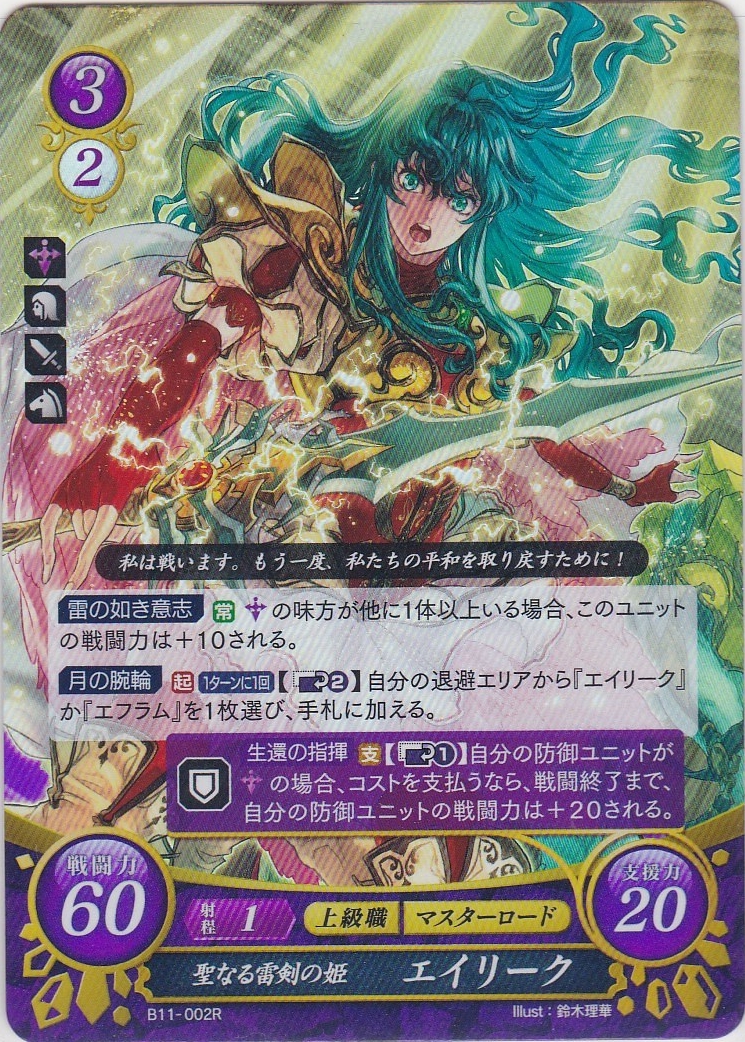 3
2
私は戦います。もう一度、私たちの平和を取り戻すために！
雷の如き意志 常 の味方が他に1体以上いる場合、このユニット
の戦闘力は＋10される。
月の腕輪 起 1ターンに1回【2】自分の退避エリアから『エイリーク』
か『エフラム』を1枚選び、手札に加える。
生還の指揮 支【1】自分の防御ユニットが
の場合、コストを支払うなら、戦闘終了まで、
自分の防御ユニットの戦闘力は＋20される。
戦闘力
60
射程 1
上級職 マスターロード
支援力
20
聖なる雷剣の姫 エイリーク
B11-002R
Illust：鈴木理華